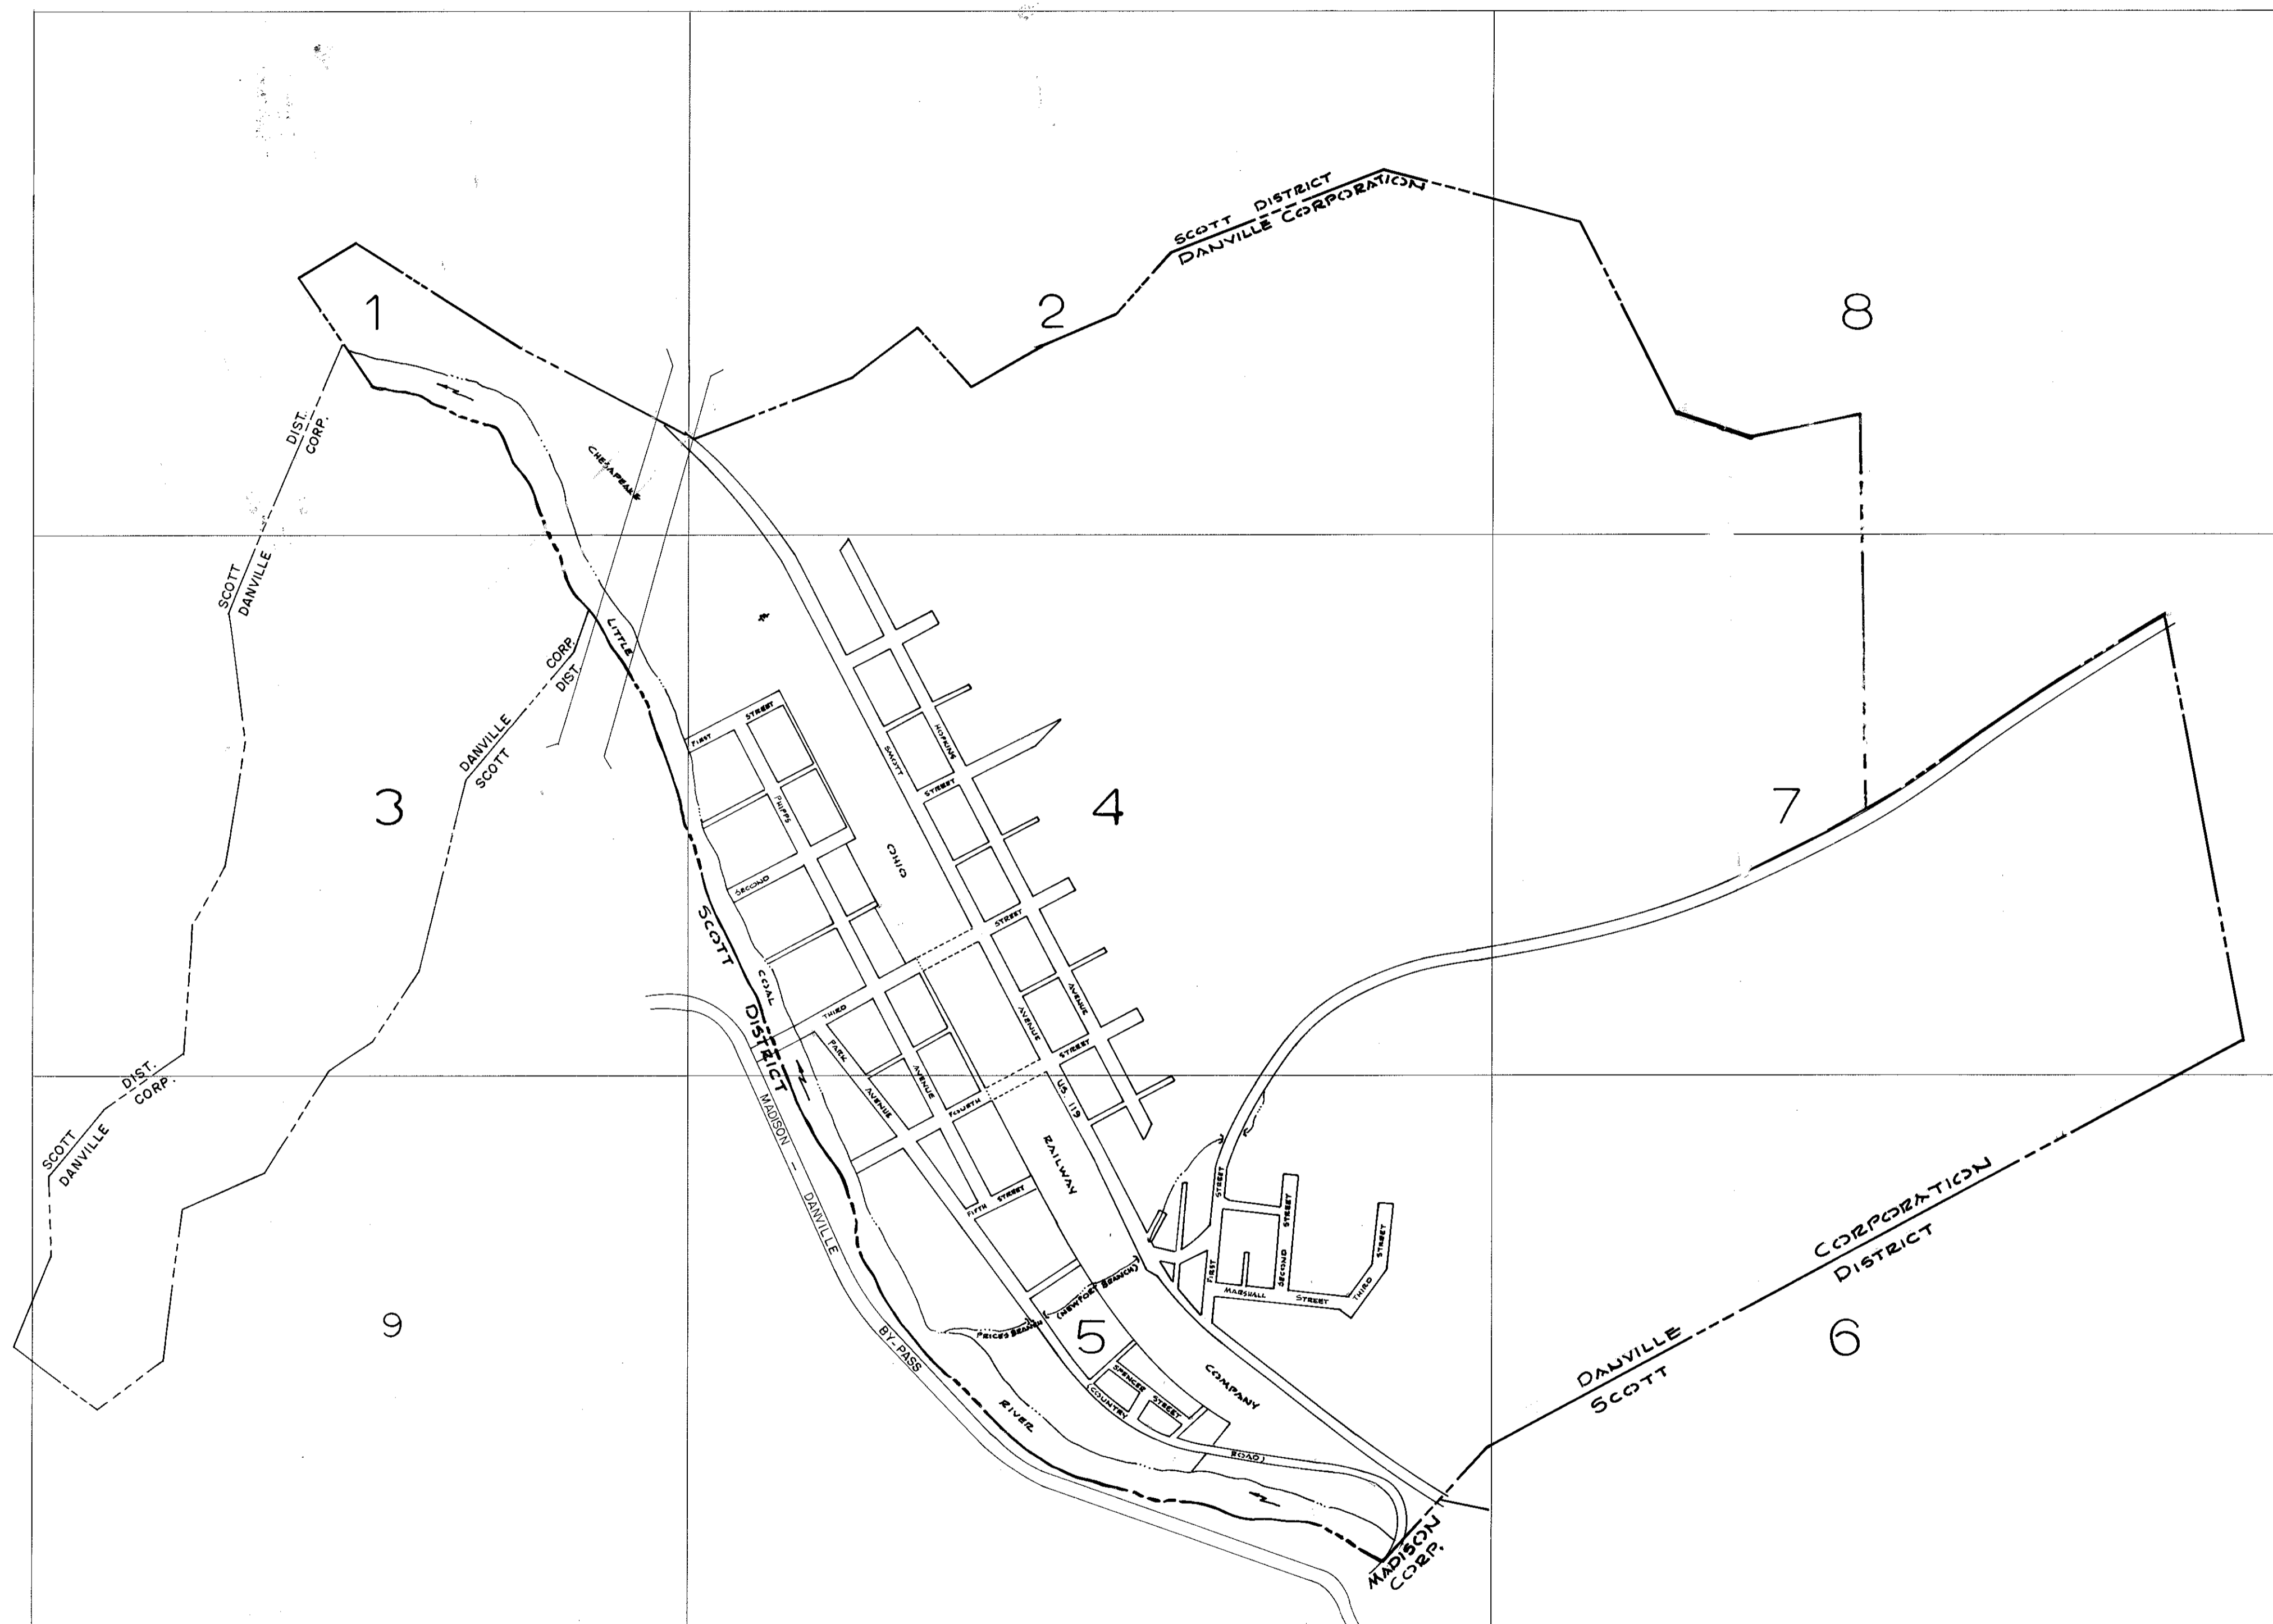 SCOTT DISTRICT
DANVILLE CORPORATION
1
2
8
DIST.
CORP.
CHESAPEAKE
&
SCOTT
DANVILLE
LITTLE
CORP.
DIST.
DANVILLE
SCOTT
3
4
7
FIRST STREET
PHIPPS
SMOOT
HOPKINS
STREET
OHIO
SECOND
STREET
SCOTT
DISTRICT
COAL
THIRD
PARK
AVENUE
AVENUE
AVENUE
AVENUE
STREET
FOURTH
U.S. 119
DIST.
CORP.
SCOTT
DANVILLE
MADISON - DANVILLE
BY-PASS
RAILWAY
FIFTH STREET
STREET
FIRST
SECOND STREET
THIRD STREET
MARSHALL STREET
PRICES BRANCH
(NEWPORT BRANCH)
9
5
6
SPENCER STREET
(COUNTRY
ROAD)
COMPANY
RIVER
CORPORATION
DISTRICT
DANVILLE
SCOTT
MADISON
CORP.